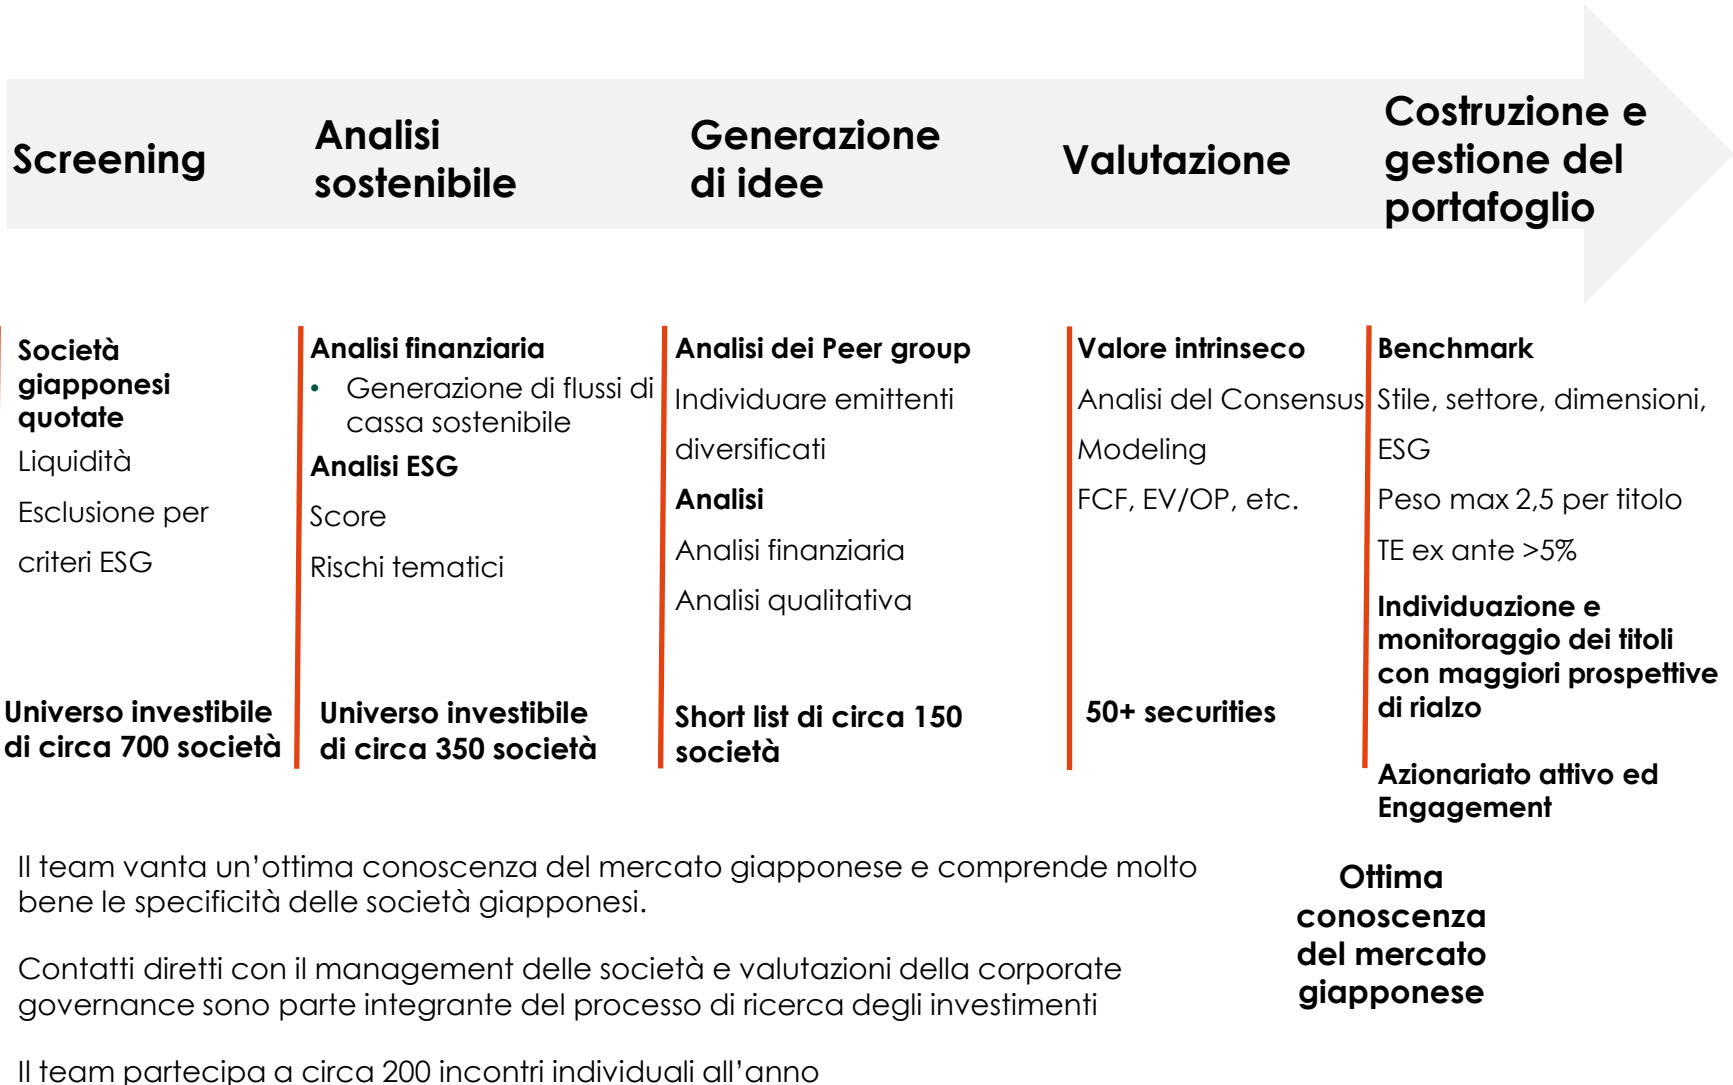 Screening
Analisi
sostenibile
Generazione
di idee
Valutazione
Costruzione e
gestione del
portafoglio
Società
giapponesi
quotate
Liquidità
Esclusione per
criteri ESG
Universo investibile
di circa 700 società
Analisi finanziaria
• Generazione di flussi di
cassa sostenibile
Analisi ESG
Score
Rischi tematici
Universo investibile
di circa 350 società
Analisi dei Peer group
Individuare emittenti
diversificati
Analisi
Analisi finanziaria
Analisi qualitativa
Short list di circa 150
società
Valore intrinseco
Analisi del Consensus
Modeling
FCF, EV/OP, etc.
50+ securities
Benchmark
Stile, settore, dimensioni,
ESG
Peso max 2,5 per titolo
TE ex ante >5%
Individuazione e
monitoraggio dei titoli
con maggiori prospettive
di rialzo
Azionariato attivo ed
Engagement
Il team vanta un’ottima conoscenza del mercato giapponese e comprende molto
bene le specificità delle società giapponesi.
Contatti diretti con il management delle società e valutazioni della corporate
governance sono parte integrante del processo di ricerca degli investimenti
Il team partecipa a circa 200 incontri individuali all’anno
Ottima
conoscenza
del mercato
giapponese